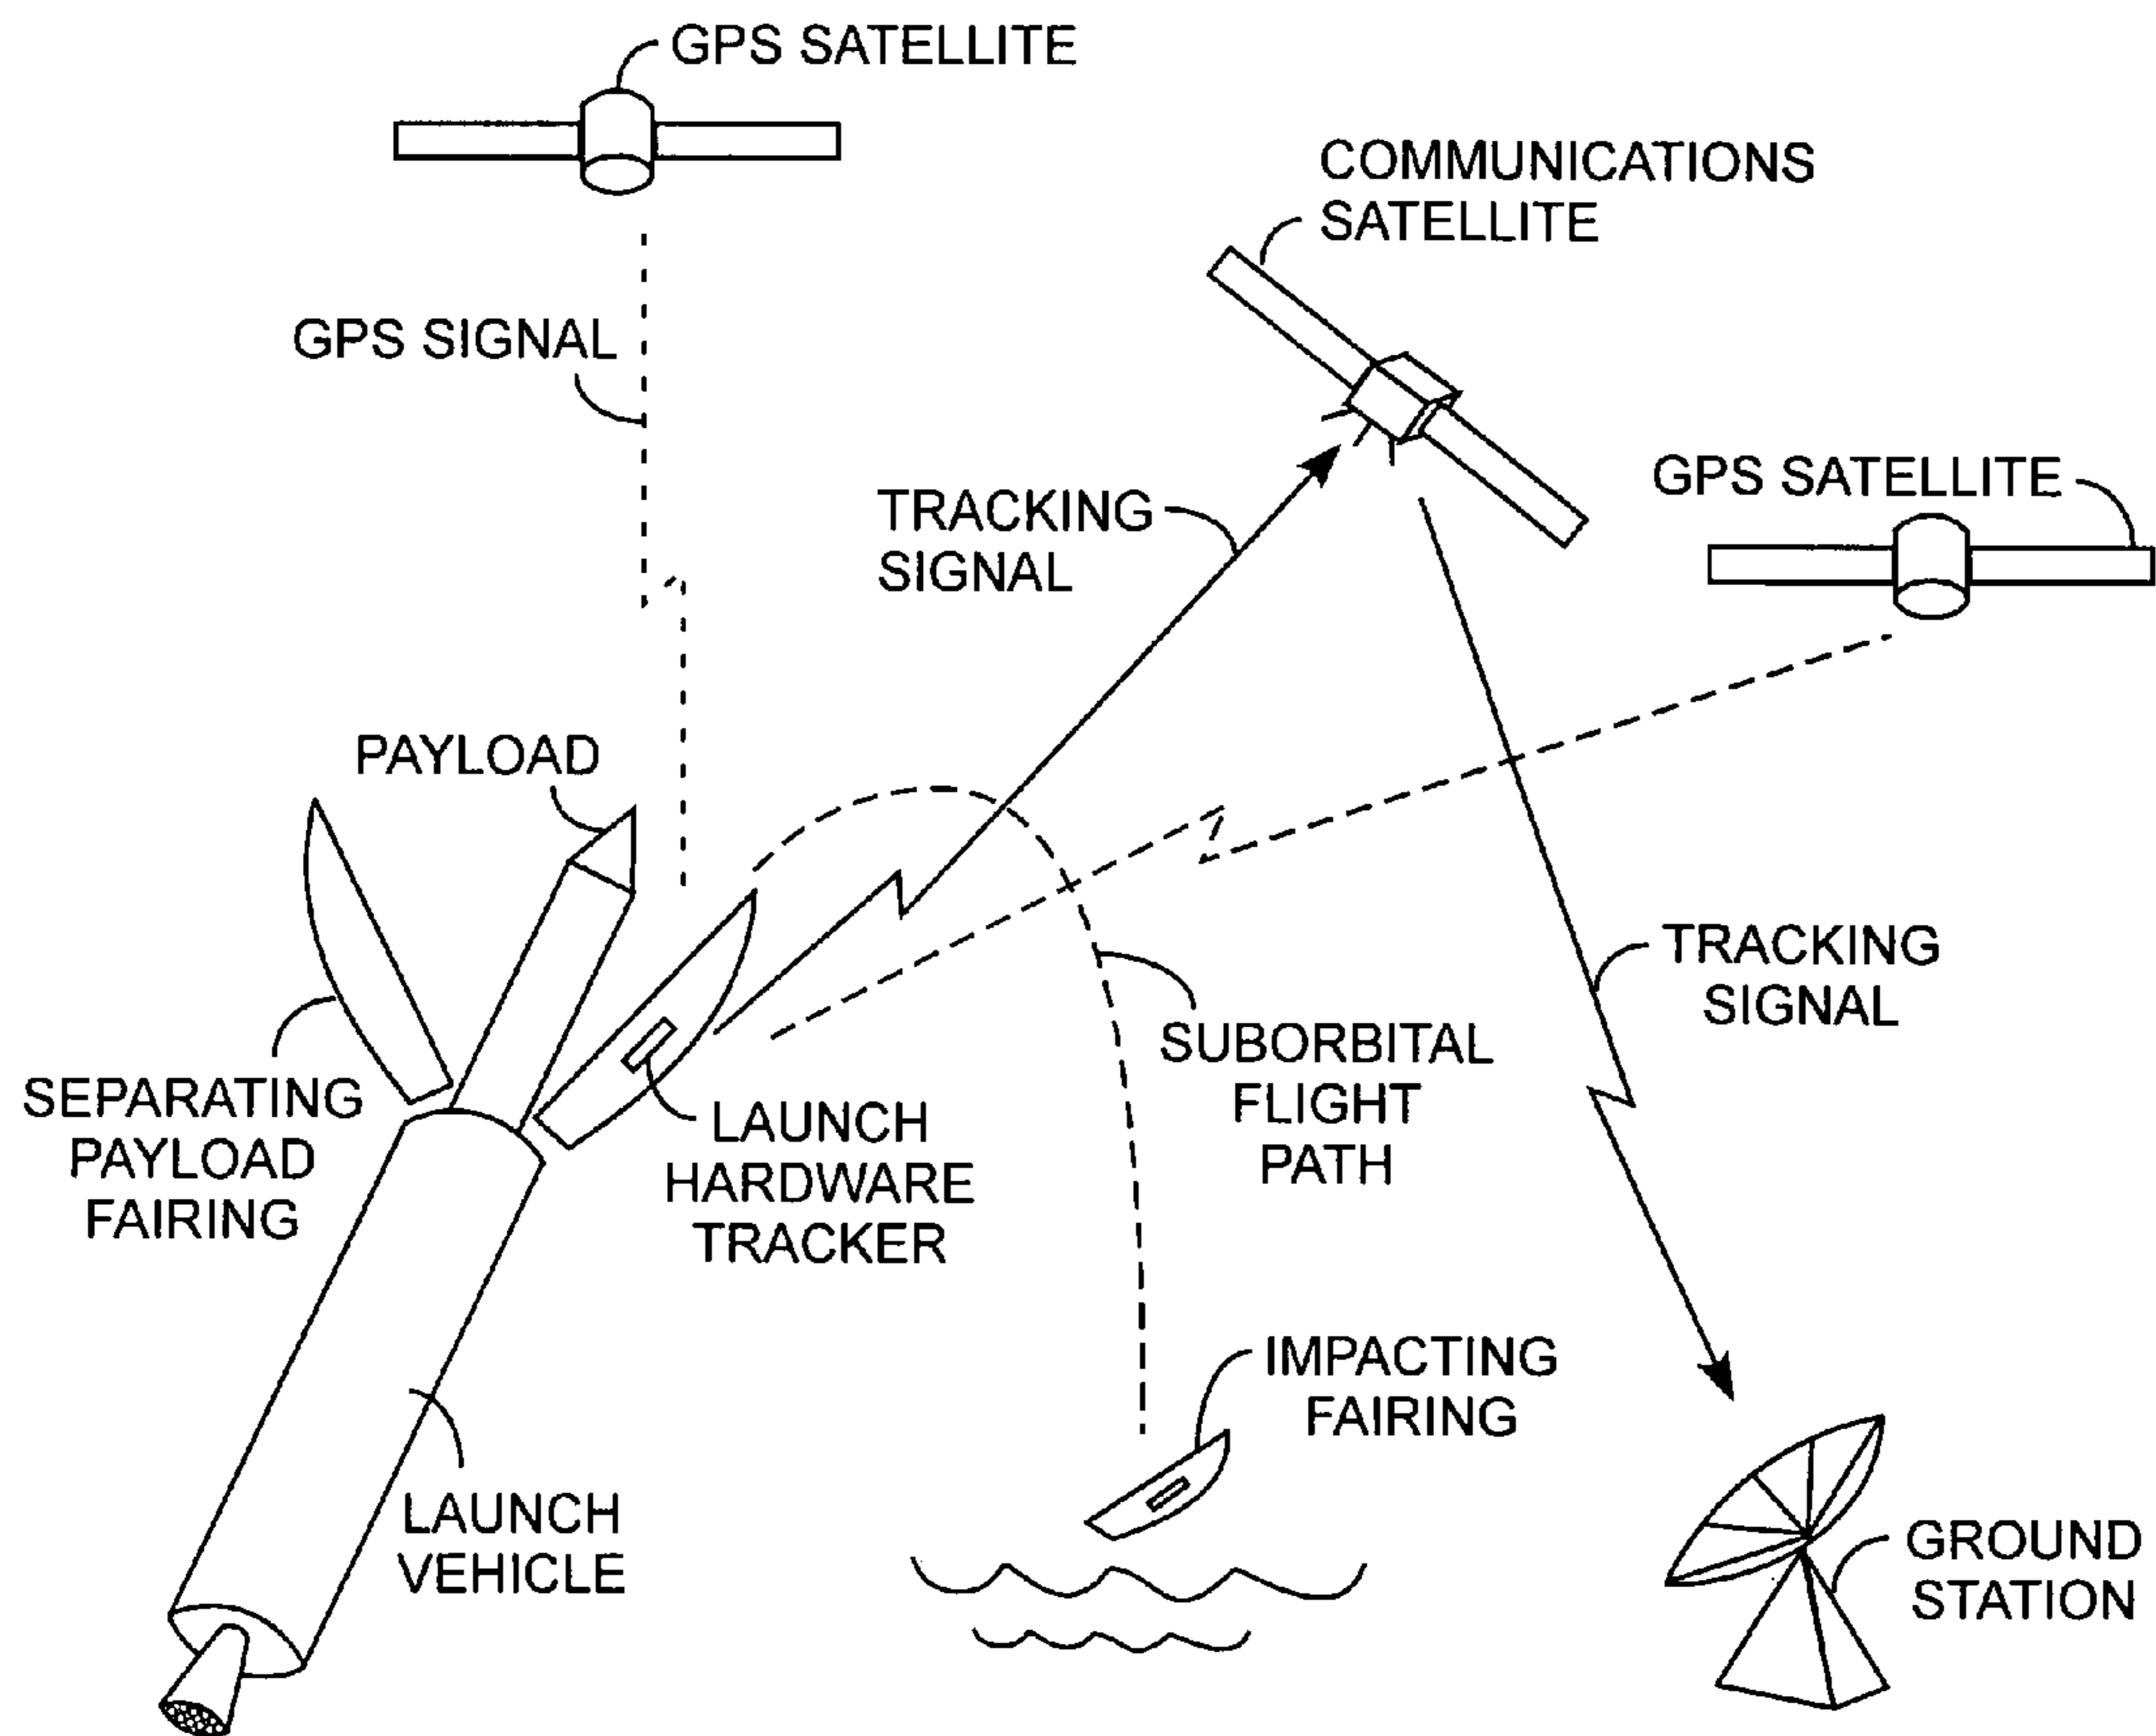 GPS SATELLITE
COMMUNICATIONS
SATELLITE
GPS SIGNAL
GPS SATELLITE
TRACKING
SIGNAL
PAYLOAD
TRACKING
SIGNAL
SUBORBITAL
FLIGHT
PATH
SEPARATING
PAYLOAD
FAIRING
LAUNCH
HARDWARE
TRACKER
IMPACTING
FAIRING
LAUNCH
VEHICLE
GROUND
STATION